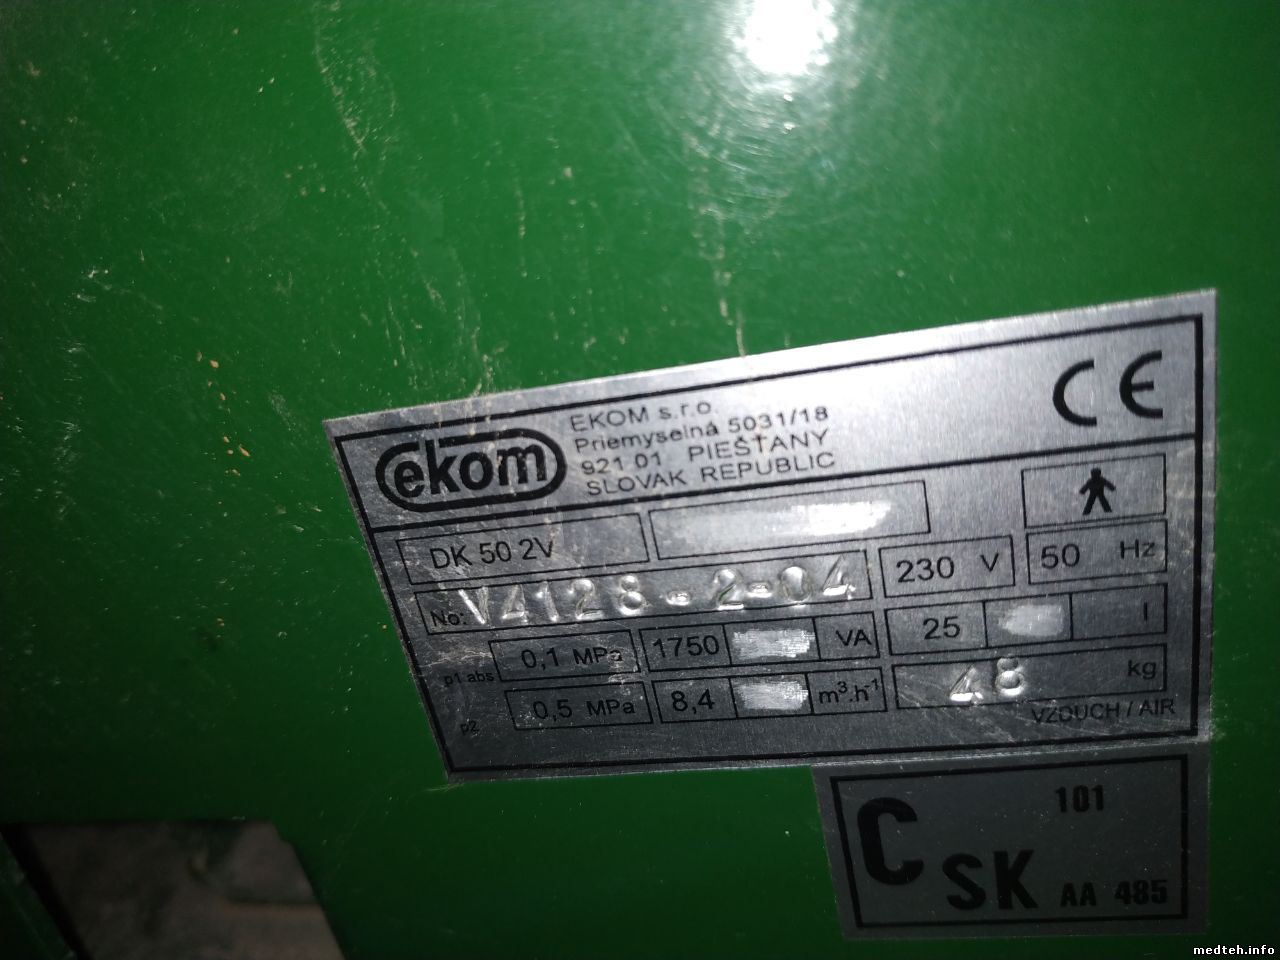 ekom
EKOM s.r.o.
Priemyselná 5031/18
921 01 PIEŠŤANY
SLOVAK REPUBLIC
CE
DK 50 2V
No: V4128-2-04
230 V
50 Hz
p1 abs 0,1 MPa
1750 VA
25 l
p2 0,5 MPa
8,4 m³.h⁻¹
48 kg
VZDUCH / AIR
C SK
101
AA 485
medteh.info